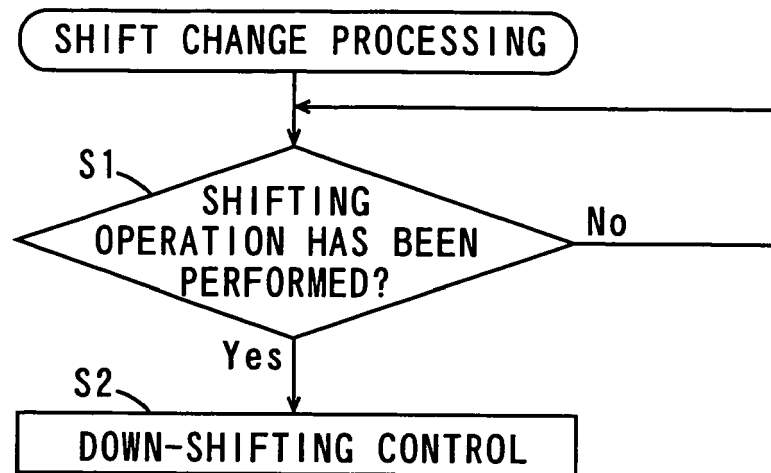 SHIFT CHANGE PROCESSING
S1
SHIFTING
OPERATION HAS BEEN
PERFORMED?
No
Yes
S2
DOWN-SHIFTING CONTROL